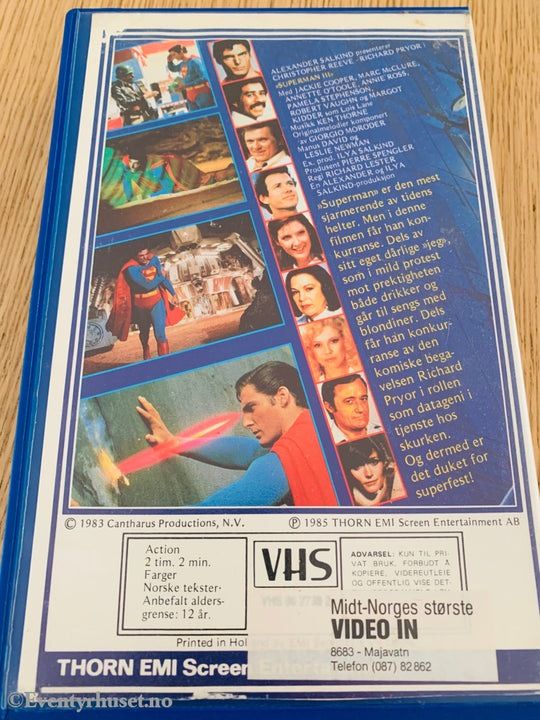 ALEXANDER SALKIND presenterer
CHRISTOPHER REEVE - RICHARD PRYOR i
»SUPERMAN III«
Med JACKIE COOPER, MARC McCLURE,
ANNETTE O'TOOLE, ANNIE ROSS,
PAMELA STEPHENSON,
ROBERT VAUGHN og MARGOT
KIDDER som Lois Lane
Musikk KEN THORNE
Originalmelodier komponert
av GIORGIO MORODER
Manus DAVID og
LESLIE NEWMAN
Ex. prod. ILYA SALKIND
Produsent PIERRE SPENGLER
Regi RICHARD LESTER
En ALEXANDER og ILYA
SALKIND-produksjon
»Superman« er den mest
sjarmerende av tidens
helter. Men i denne
filmen får han kon-
kurranse. Dels av
sitt eget dårlige »jeg«,
som i mild protest
mot prektigheten
både drikker og
går til sengs med
blondiner. Dels
får han konkur-
ranse av den
komiske bega-
velsen Richard
Pryor i rollen
som datageni i
tjenste hos
skurken.
Og dermed er
det duket for
superfest!
© 1983 Cantharus Productions, N.V.
℗ 1985 THORN EMI Screen Entertainment AB
Action
2 tim. 2 min.
Farger
Norske tekster
Anbefalt alders-
grense: 12 år.
VHS
ADVARSEL: KUN TIL PRI-
VAT BRUK. FORBUDT Å
KOPIERE, VIDEREUTLEIE
OG OFFENTLIG VISE DET-
Midt-Norges største
VIDEO IN
8683 - Majavatn
Telefon (087) 82 862
Printed in Hol
THORN EMI Screen
© Eventyrhuset.no